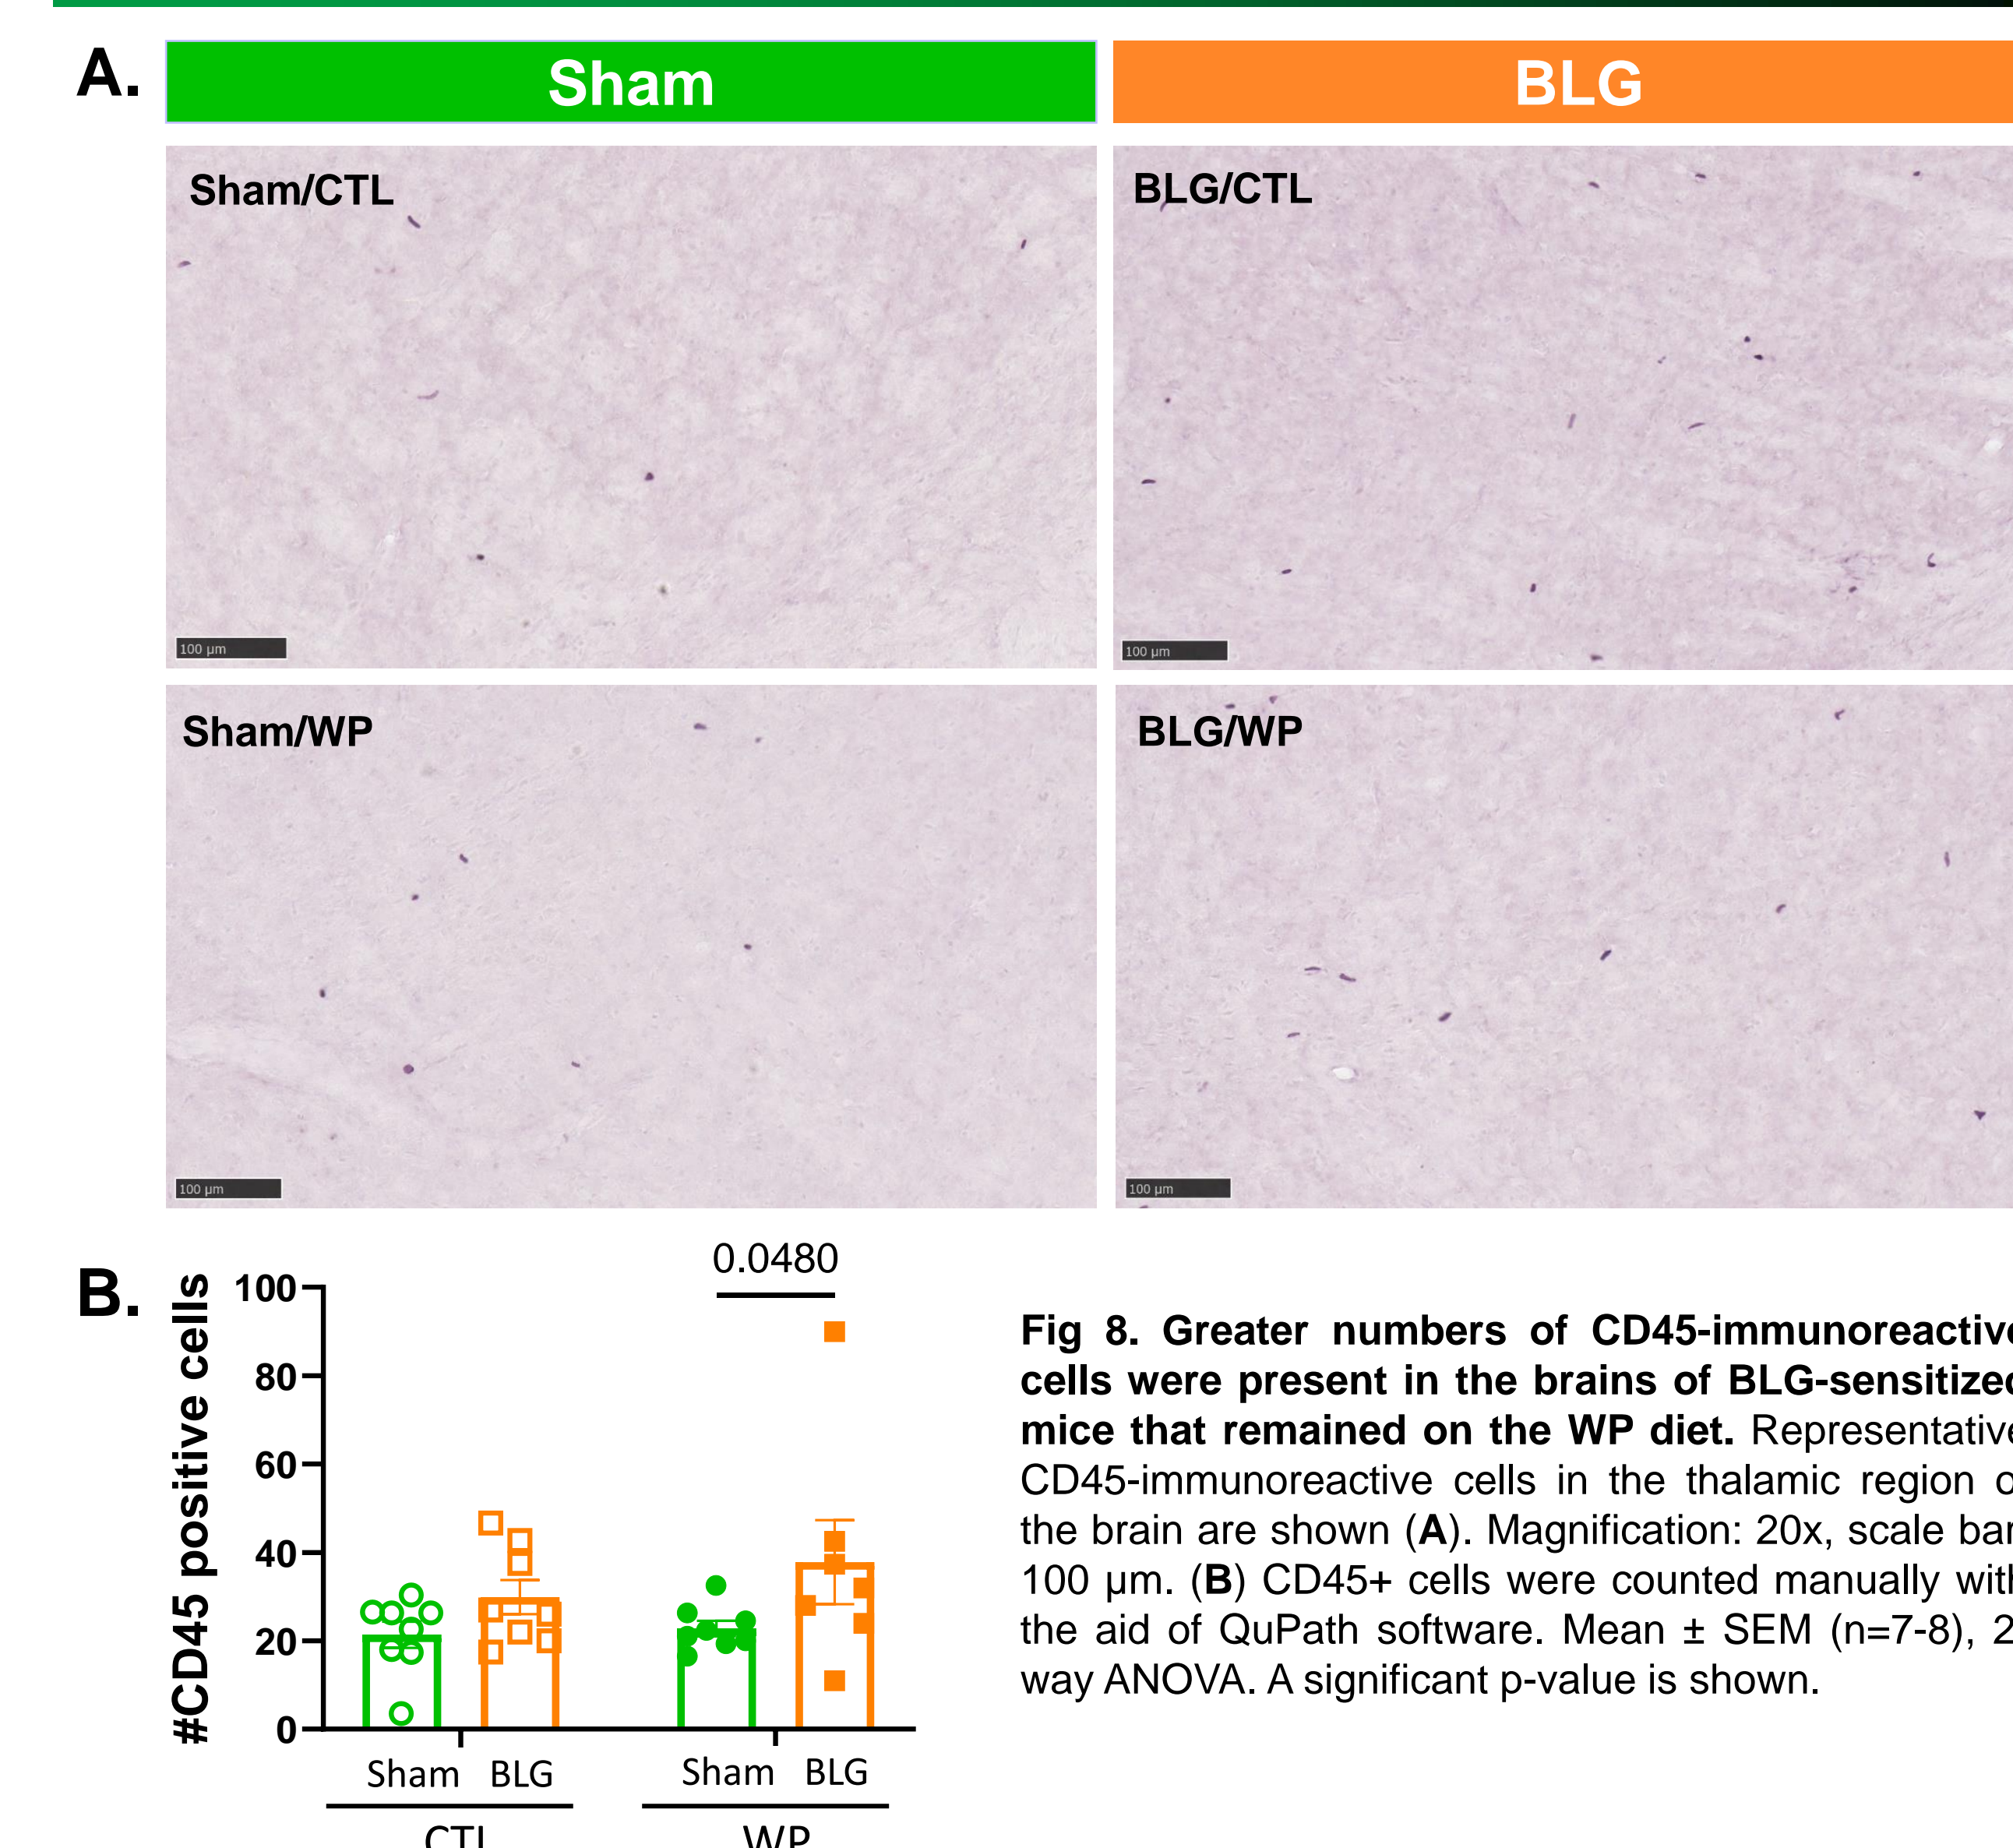 A.
Sham
BLG
Sham/CTL
BLG/CTL
100 µm
100 µm
Sham/WP
BLG/WP
100 µm
100 µm
B.
#CD45 positive cells
0.0480
100
80
60
40
20
0
Sham BLG Sham BLG
CTL WP
Fig 8. Greater numbers of CD45-immunoreactive
cells were present in the brains of BLG-sensitized
mice that remained on the WP diet. Representative
CD45-immunoreactive cells in the thalamic region o
the brain are shown (A). Magnification: 20x, scale bar
100 µm. (B) CD45+ cells were counted manually with
the aid of QuPath software. Mean ± SEM (n=7-8), 2
way ANOVA. A significant p-value is shown.